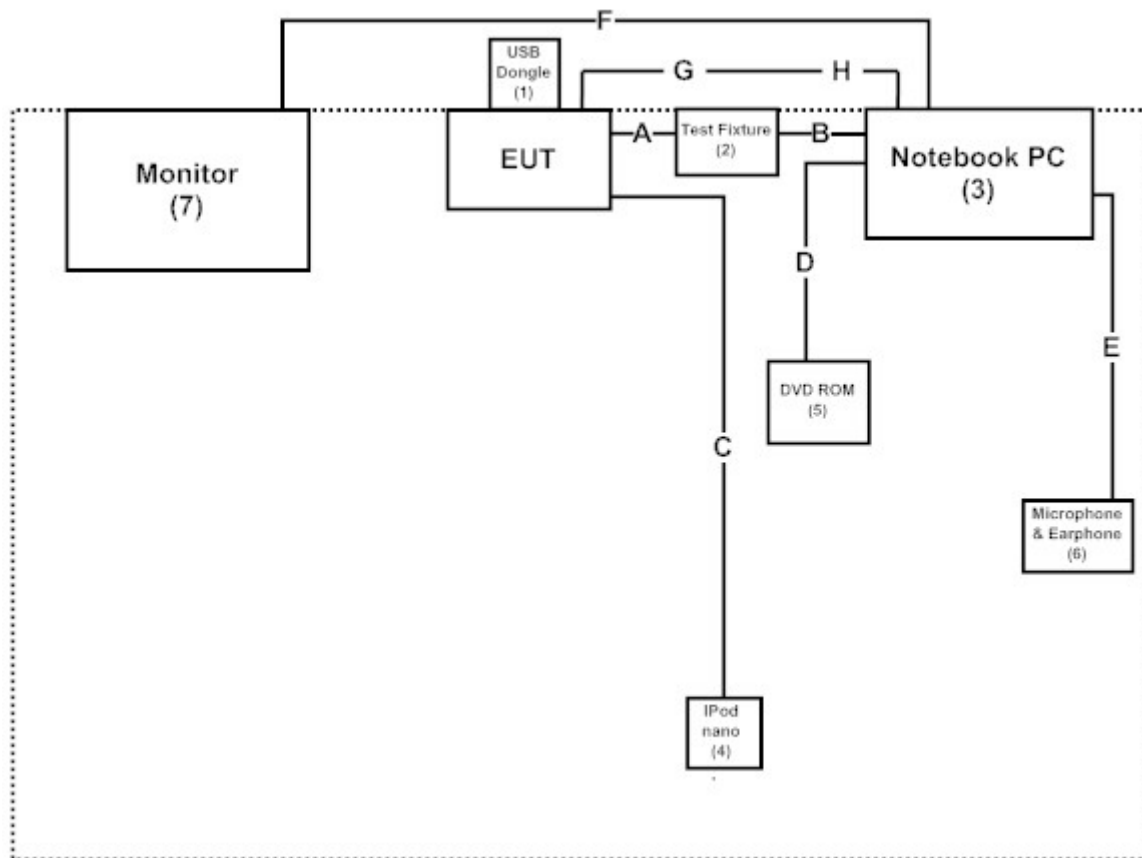 F
USB
Dongle
(1)
G
H
Monitor
(7)
EUT
A
Test Fixture
(2)
B
Notebook PC
(3)
D
E
DVD ROM
(5)
C
Microphone
& Earphone
(6)
IPod
nano
(4)